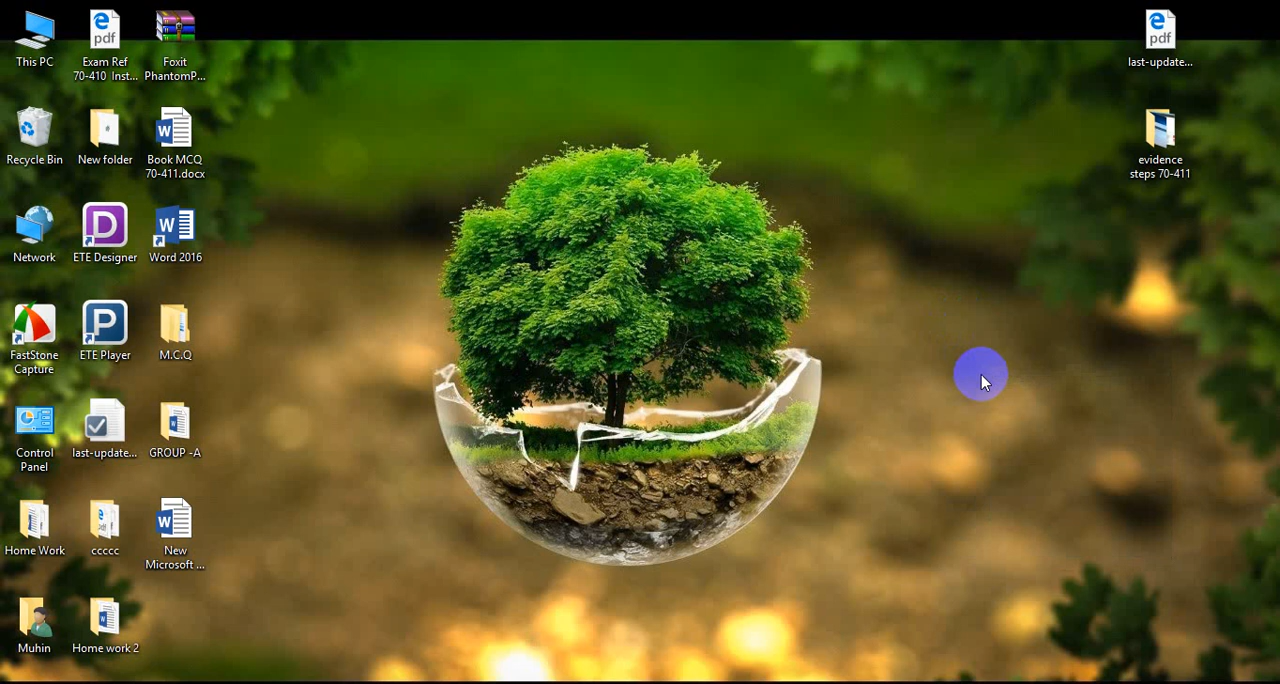 This PC
Exam Ref
70-410 Inst...
Foxit
PhantomP...
last-update...
Recycle Bin
New folder
Book MCQ
70-411.docx
evidence
steps 70-411
Network
ETE Designer
Word 2016
FastStone
Capture
ETE Player
M.C.Q
Control
Panel
last-update...
GROUP -A
Home Work
ccccc
New
Microsoft ...
Muhin
Home work 2